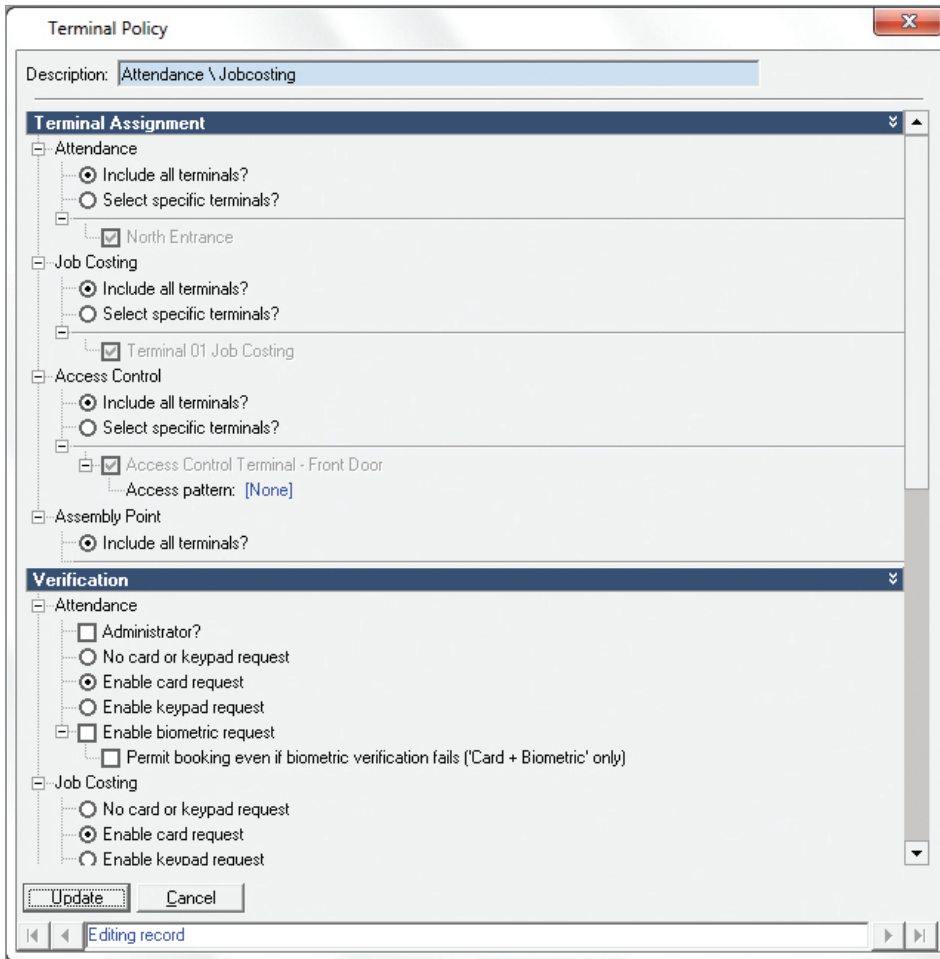 Terminal Policy
Description: Attendance \ Jobcosting
Terminal Assignment
Attendance
Include all terminals?
Select specific terminals?
North Entrance
Job Costing
Include all terminals?
Select specific terminals?
Terminal 01 Job Costing
Access Control
Include all terminals?
Select specific terminals?
Access Control Terminal - Front Door
Access pattern: [None]
Assembly Point
Include all terminals?
Verification
Attendance
Administrator?
No card or keypad request
Enable card request
Enable keypad request
Enable biometric request
Permit booking even if biometric verification fails ('Card + Biometric' only)
Job Costing
No card or keypad request
Enable card request
Enable keypad request
Update Cancel
Editing record